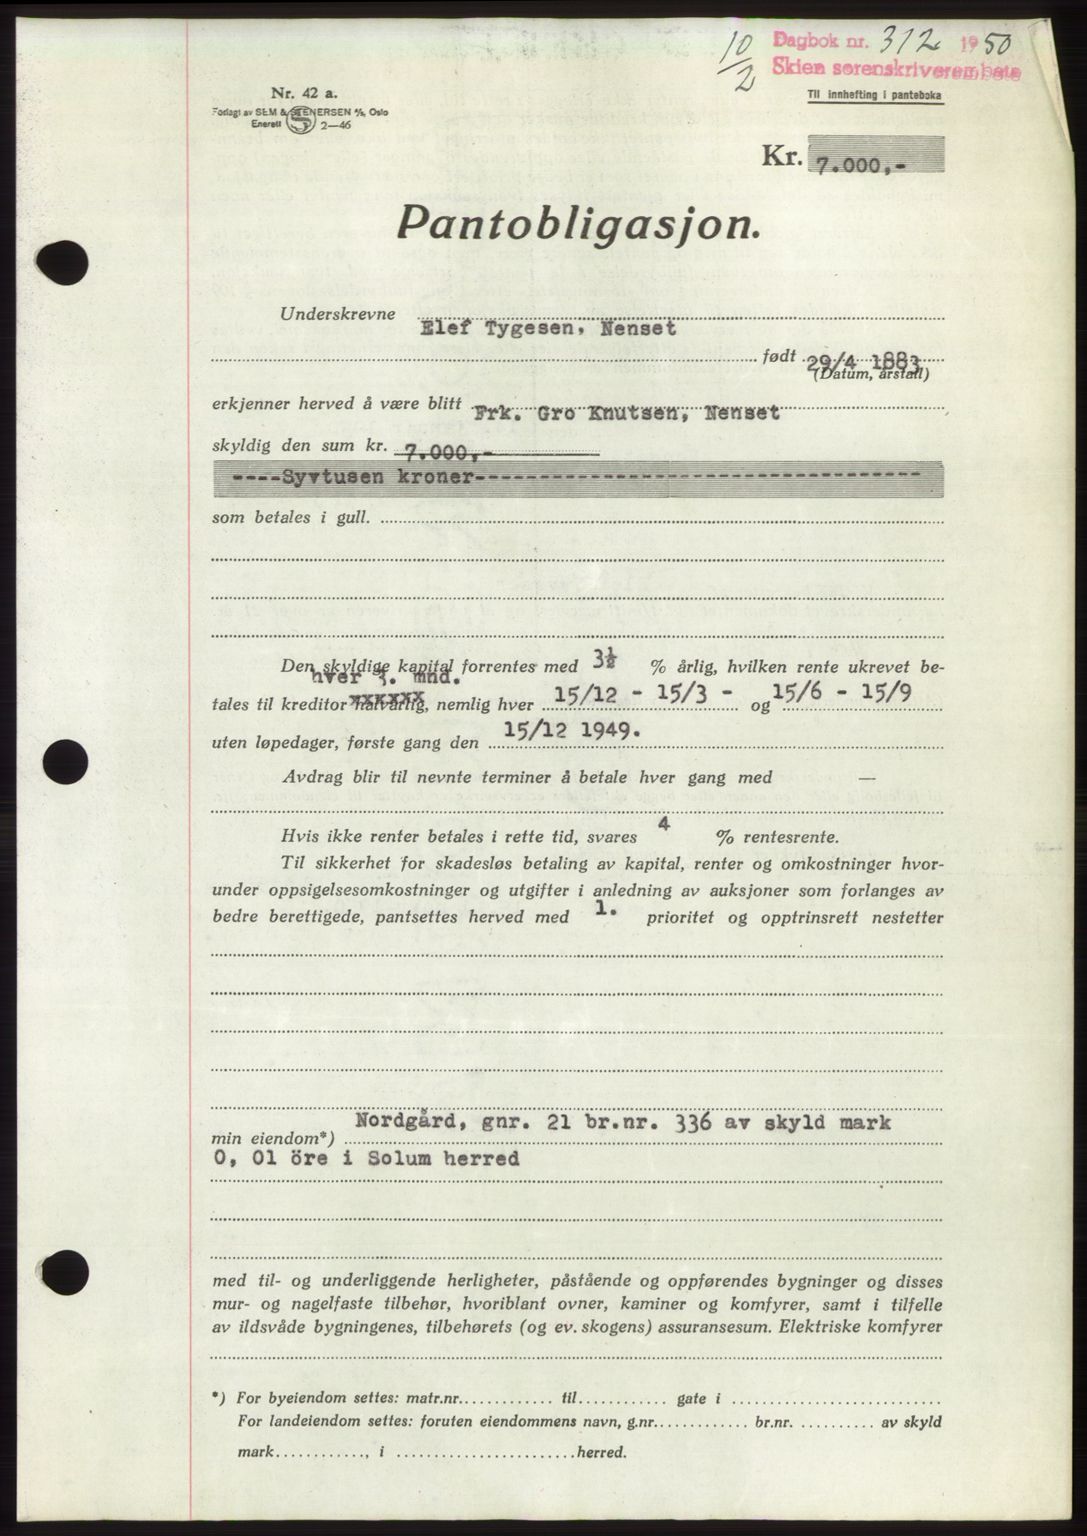 10/2 Dagbok nr. 312 1950
Skien sorenskriverembete
Til innhefting i panteboka
Nr. 42 a.
Forlagt av SEM & STENERSEN A/S, Oslo
Enerett 2—46
Kr. 7.000,-
Pantobligasjon.
Underskrevne Elef Tygesen, Nenset
født 29/4 1883
(Datum, årstall)
erkjenner herved å være blitt Frk. Gro Knutsen, Nenset
skyldig den sum kr. 7.000,-
----Syvtusen kroner-----------------------------------
som betales i gull.
Den skyldige kapital forrentes med 3½ % årlig, hvilken rente ukrevet be-
hver 3. mnd.
tales til kreditor halvårlig, nemlig hver 15/12 - 15/3 - og 15/6 - 15/9
uten løpedager, første gang den 15/12 1949.
Avdrag blir til nevnte terminer å betale hver gang med —
Hvis ikke renter betales i rette tid, svares 4 % rentesrente.
Til sikkerhet for skadesløs betaling av kapital, renter og omkostninger hvor-
under oppsigelsesomkostninger og utgifter i anledning av auksjoner som forlanges av
bedre berettigede, pantsettes herved med 1. prioritet og opptrinsrett nestetter
Nordgård, gnr. 21 br.nr. 336 av skyld mark
min eiendom*)
0, 01 öre i Solum herred
med til- og underliggende herligheter, påstående og oppførendes bygninger og disses
mur- og nagelfaste tilbehør, hvoriblant ovner, kaminer og komfyrer, samt i tilfelle
av ildsvåde bygningenes, tilbehørets (og ev. skogens) assuransesum. Elektriske komfyrer
*) For byeiendom settes: matr.nr............. til............ gate i ............................
For landeiendom settes: foruten eiendommens navn, g.nr............. br.nr. .......... av skyld
mark............, i ........................herred.